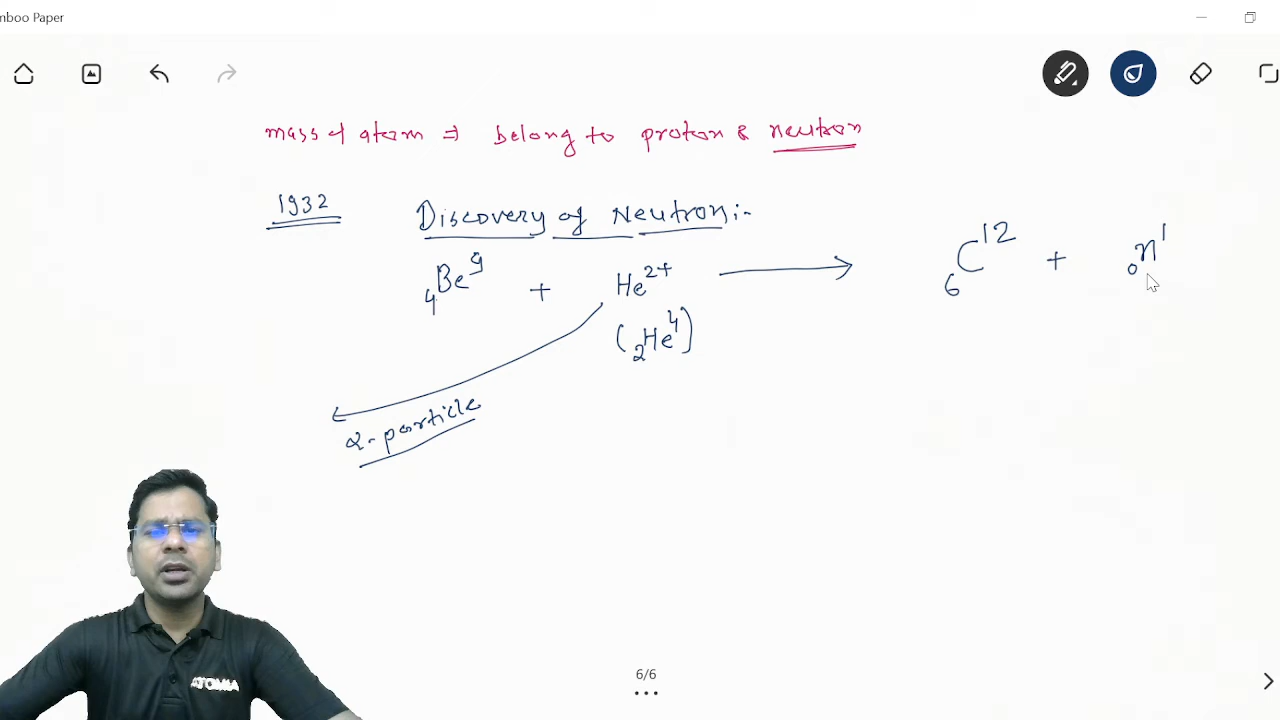 mboo Paper
mass of atom ⇒ belong to proton & neutron
1932
Discovery of Neutron:-
₄Be⁹ + He²⁺ → ₆C¹² + ₀n¹
(₂He⁴)
α-particle
ATOMIA
6/6